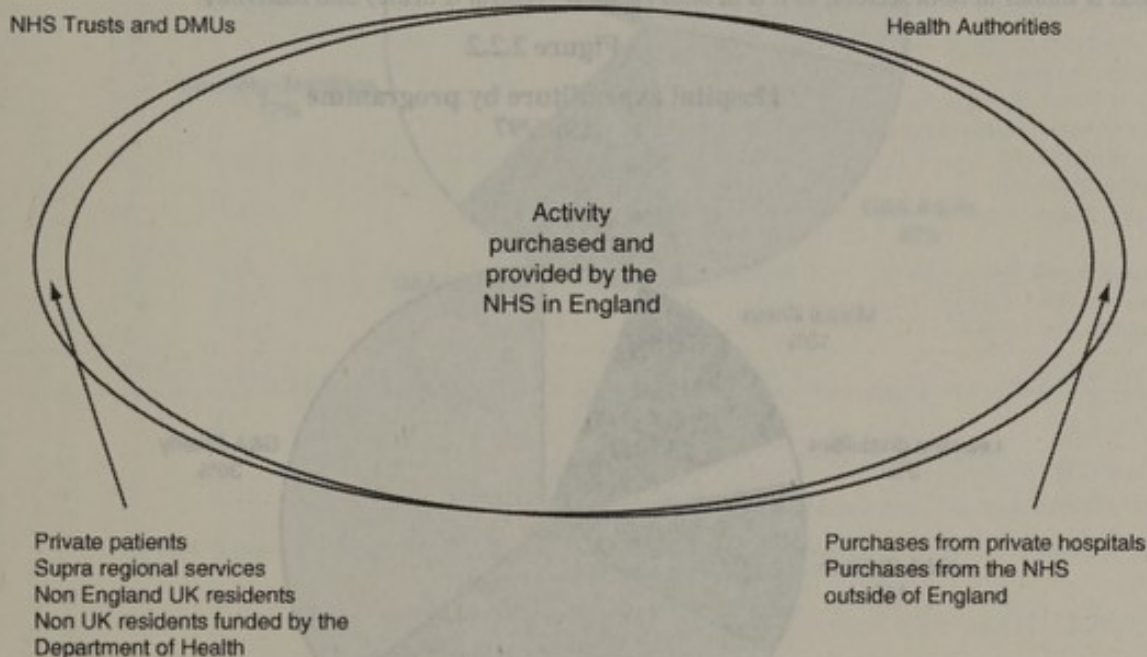 NHS Trusts and DMUs
Health Authorities
Activity
purchased and
provided by the
NHS in England
Private patients
Supra regional services
Non England UK residents
Non UK residents funded by the
Department of Health
Purchases from private hospitals
Purchases from the NHS
outside of England